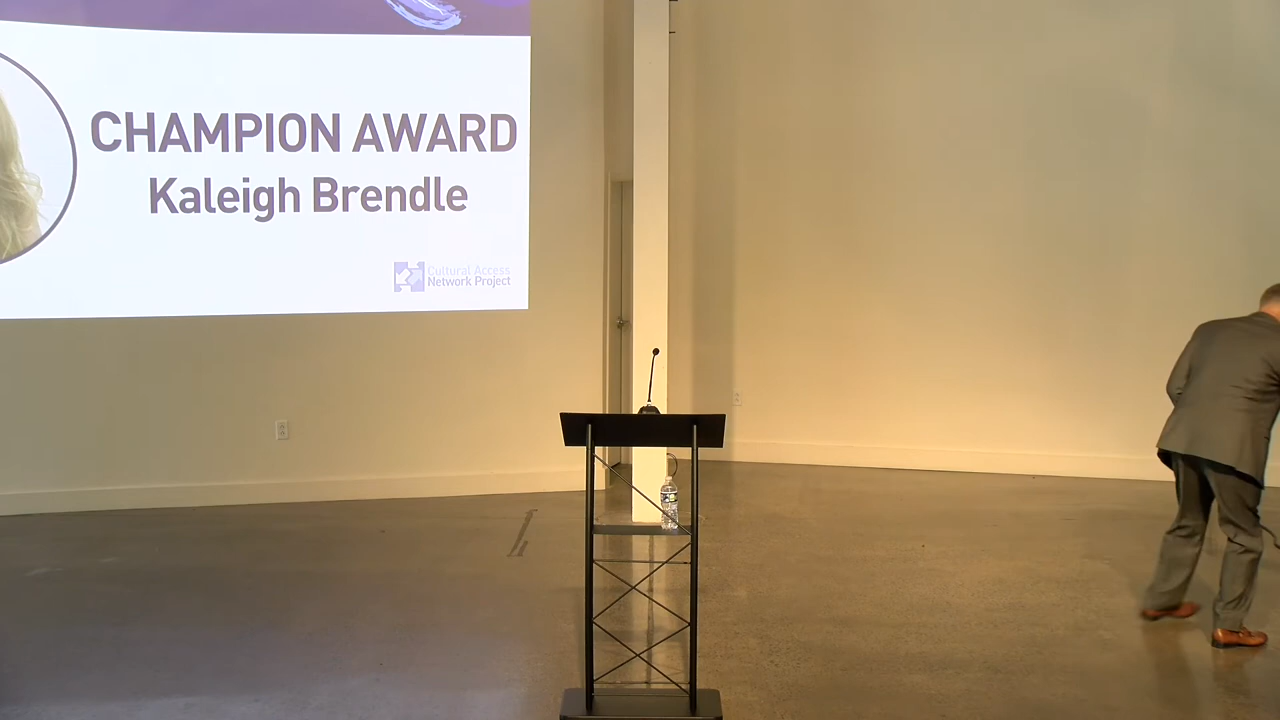 CHAMPION AWARD
Kaleigh Brendle
Cultural Access
Network Project